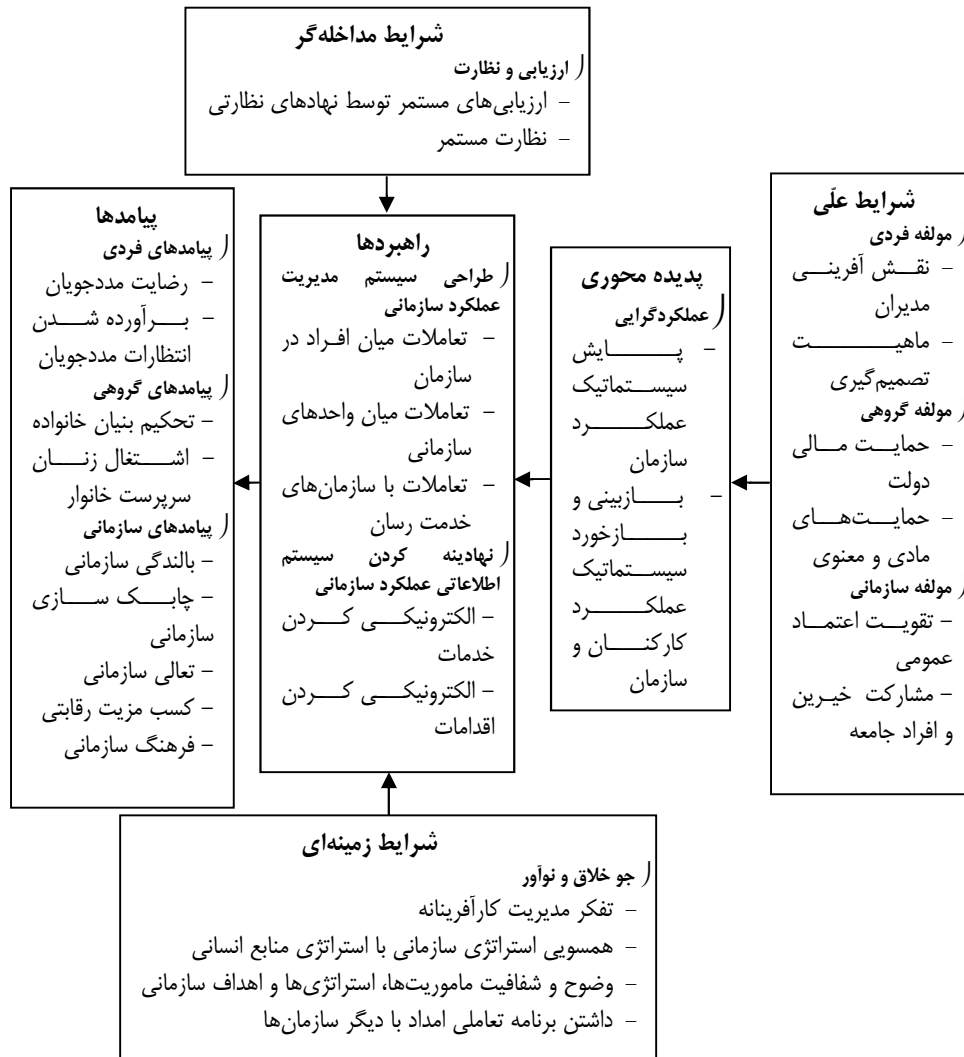 شرایط مداخله‌گر
ارزیابی و نظارت
– ارزیابی‌های مستمر توسط نهادهای نظارتی
– نظارت مستمر
شرایط علّی
مولفه فردی
– نقش آفرینی
مدیران
– ماهیت
تصمیم‌گیری
مولفه گروهی
– حمایت مالی
دولت
– حمایت‌های
مادی و معنوی
مولفه سازمانی
– تقویت اعتماد
عمومی
– مشارکت خیرین
و افراد جامعه
پدیده محوری
عملکردگرایی
– پایش
سیستماتیک
عملکرد
سازمان
– بازبینی و
بازخورد
سیستماتیک
عملکرد
کارکنان و
سازمان
راهبردها
طراحی سیستم مدیریت
عملکرد سازمانی
– تعاملات میان افراد در
سازمان
– تعاملات میان واحدهای
سازمانی
– تعاملات با سازمان‌های
خدمت رسان
نهادینه کردن سیستم
اطلاعاتی عملکرد سازمانی
– الکترونیکی کردن
خدمات
– الکترونیکی کردن
اقدامات
پیامدها
پیامدهای فردی
– رضایت مددجویان
– برآورده شدن
انتظارات مددجویان
پیامدهای گروهی
– تحکیم بنیان خانواده
– اشتغال زنان
سرپرست خانوار
پیامدهای سازمانی
– بالندگی سازمانی
– چابک سازی
سازمانی
– تعالی سازمانی
– کسب مزیت رقابتی
– فرهنگ سازمانی
شرایط زمینه‌ای
جو خلاق و نوآور
– تفکر مدیریت کارآفرینانه
– همسویی استراتژی سازمانی با استراتژی منابع انسانی
– وضوح و شفافیت ماموریت‌ها، استراتژی‌ها و اهداف سازمانی
– داشتن برنامه تعاملی امداد با دیگر سازمان‌ها